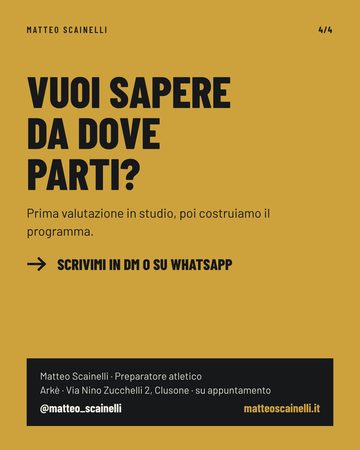 MATTEO SCAINELLI 4/4
VUOI SAPERE
DA DOVE
PARTI?
Prima valutazione in studio, poi costruiamo il
programma.
→ SCRIVIMI IN DM O SU WHATSAPP
Matteo Scainelli · Preparatore atletico
Arkè · Via Nino Zucchelli 2, Clusone · su appuntamento
@matteo_scainelli matteoscainelli.it